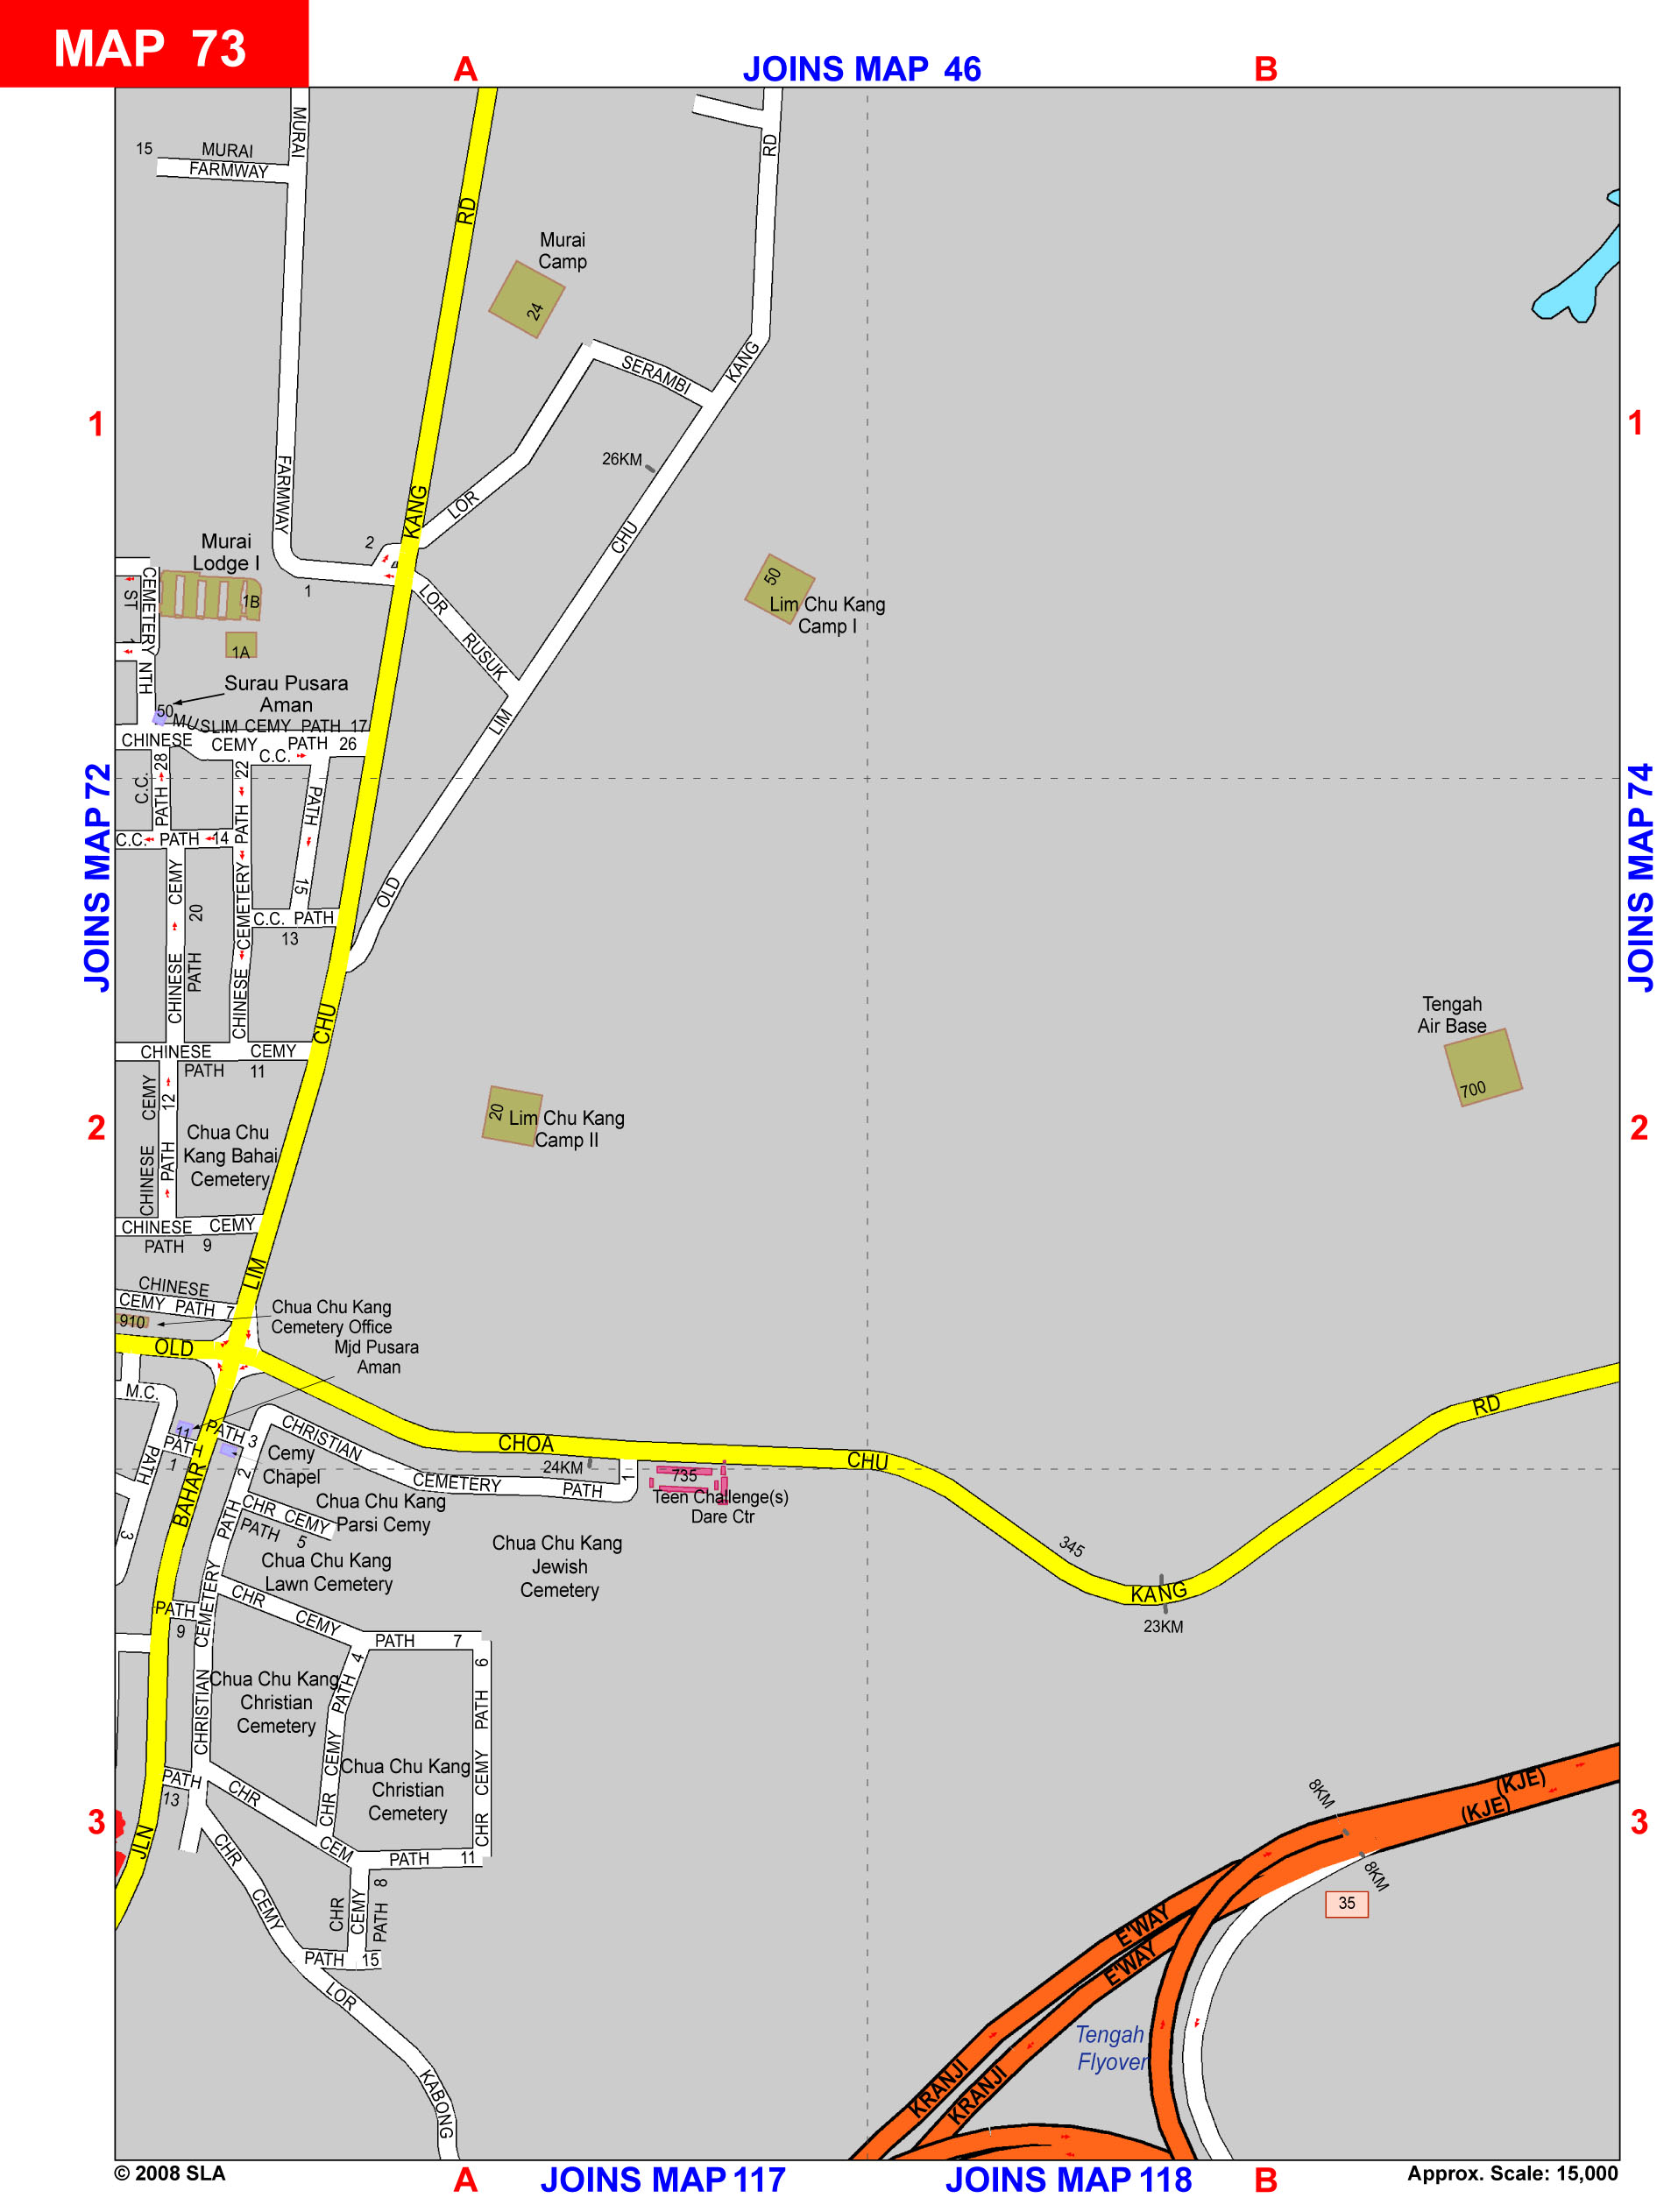 MAP 73
A
JOINS MAP 46
B
MURAI
RD
15
MURAI
FARMWAY
RD
Murai
Camp
24
KANG
SERAMBI
1
1
26KM
FARMWAY
KANG
LOR
CHU
2
Murai
Lodge I
1B
1
50
Lim Chu Kang
Camp I
ST
CEMETERY
LOR
RUSUK
1
1A
NTH
Surau Pusara
Aman
50
LIM
MUSLIM CEMY PATH 17
CHINESE CEMY PATH 26
C.C.
JOINS MAP 72
JOINS MAP 74
C.C.
PATH 28
22
PATH
PATH
C.C. PATH 14
CHINESE CEMY
PATH 20
CHINESE CEMETERY
15
OLD
C.C. PATH
13
CHU
Tengah
Air Base
700
CHINESE CEMY
PATH 11
2
2
CHINESE CEMY
PATH 12
20
Lim Chu Kang
Camp II
Chua Chu
Kang Bahai
Cemetery
CHINESE CEMY
PATH 9
LIM
CHINESE
CEMY PATH 7
910
Chua Chu Kang
Cemetery Office
OLD
Mjd Pusara
Aman
M.C.
RD
11
PATH 3
CHRISTIAN
CHOA
CHU
PATH
1
PATH
3
BAHAR
2
Cemy
Chapel
24KM
CEMETERY PATH
1
735
Teen Challenge(s)
Dare Ctr
CHR CEMY
PATH 5
PATH
Chua Chu Kang
Parsi Cemy
Chua Chu Kang
Lawn Cemetery
Chua Chu Kang
Jewish
Cemetery
345
KANG
23KM
CEMETERY
CHR CEMY PATH 7
PATH
9
4
6
CHRISTIAN
Chua Chu Kang
Christian
Cemetery
CHR CEMY PATH
CHR CEMY PATH
Chua Chu Kang
Christian
Cemetery
PATH
13
CHR CEM PATH 11
3
3
JLN
8KM
(KJE)
(KJE)
8KM
35
CHR CEMY
CHR
CEMY
PATH 8
PATH 15
LOR
KABONG
E'WAY
E'WAY
Tengah
Flyover
KRANJI
KRANJI
© 2008 SLA
A
JOINS MAP 117
JOINS MAP 118
B
Approx. Scale: 15,000